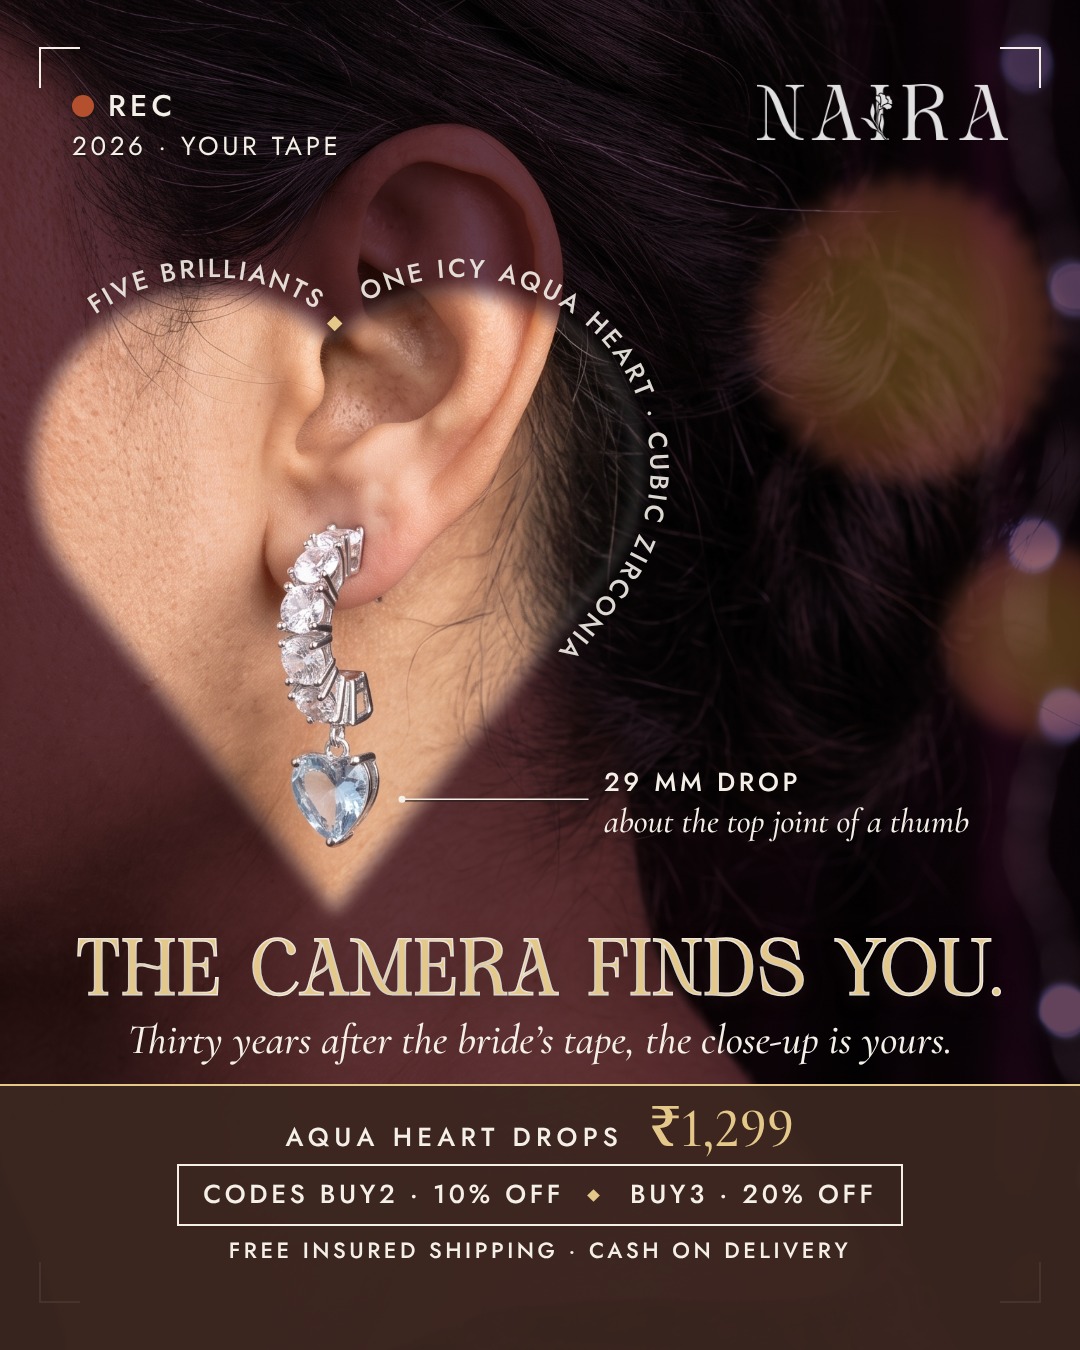 REC
2026 · YOUR TAPE
NAIRA
FIVE BRILLIANTS ◆ ONE ICY AQUA HEART · CUBIC ZIRCONIA
29 MM DROP
about the top joint of a thumb
THE CAMERA FINDS YOU.
Thirty years after the bride’s tape, the close-up is yours.
AQUA HEART DROPS ₹1,299
CODES BUY2 · 10% OFF ◆ BUY3 · 20% OFF
FREE INSURED SHIPPING · CASH ON DELIVERY